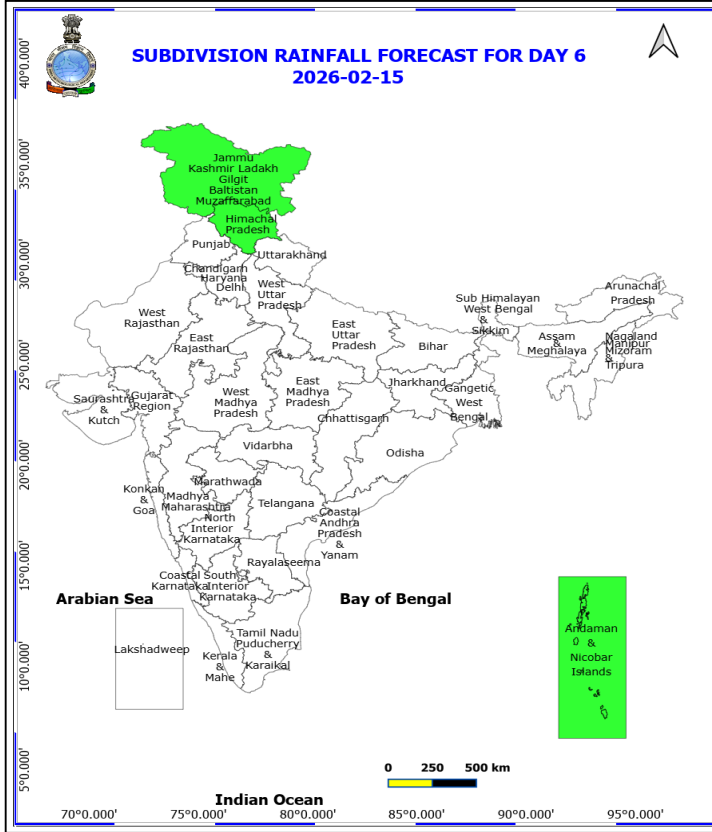 SUBDIVISION RAINFALL FORECAST FOR DAY 6
2026-02-15
40°0.000'
35°0.000'
30°0.000'
25°0.000'
20°0.000'
15°0.000'
10°0.000'
5°0.000'
Jammu
Kashmir Ladakh
Gilgit
Baltistan
Muzaffarabad
Himachal
Pradesh
Punjab
Uttarakhand
Chandigarh
Haryana
Delhi
West
Uttar
Pradesh
West
Rajasthan
East
Rajasthan
East
Uttar
Pradesh
Bihar
Sub Himalayan
West Bengal
&
Sikkim
Arunachal
Pradesh
Assam
&
Meghalaya
Nagaland
Manipur
Mizoram
&
Tripura
Saurashtra
&
Kutch
Gujarat
Region
West
Madhya
Pradesh
East
Madhya
Pradesh
Jharkhand
Gangetic
West
Bengal
Chhattisgarh
Odisha
Vidarbha
Konkan
&
Goa
Madhya
Maharashtra
Marathwada
Telangana
North
Interior
Karnataka
Coastal
Andhra
Pradesh
&
Yanam
Rayalaseema
Coastal
Karnataka
South
Interior
Karnataka
Arabian Sea
Bay of Bengal
Lakshadweep
Kerala
&
Mahe
Tamil Nadu
Puducherry
&
Karaikal
Andaman
&
Nicobar
Islands
0 250 500 km
Indian Ocean
70°0.000' 75°0.000' 80°0.000' 85°0.000' 90°0.000' 95°0.000'